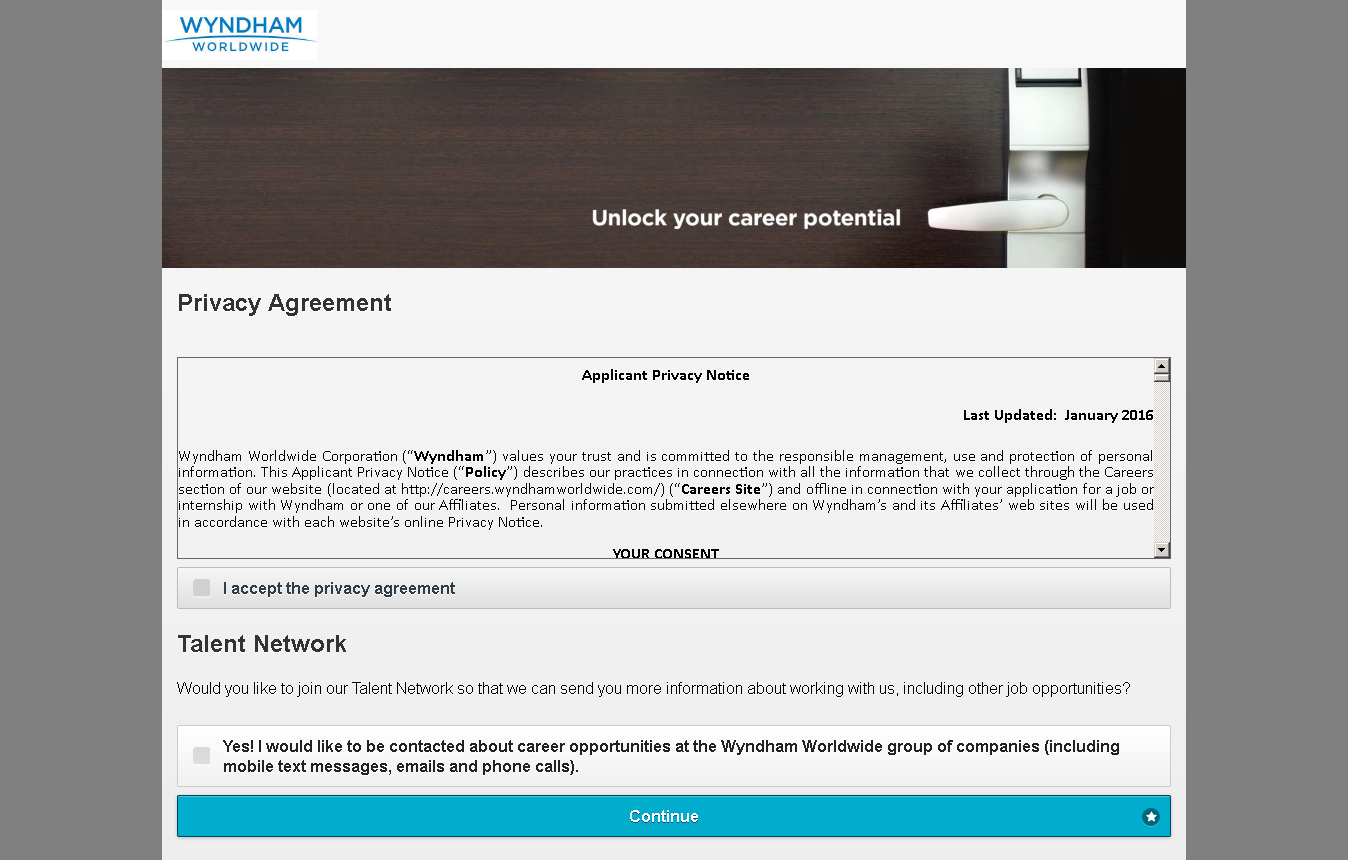 WYNDHAM
WORLDWIDE
Unlock your career potential
Privacy Agreement
Applicant Privacy Notice
Last Updated:  January 2016
Wyndham Worldwide Corporation (“Wyndham”) values your trust and is committed to the responsible management, use and protection of personal
information. This Applicant Privacy Notice (“Policy”) describes our practices in connection with all the information that we collect through the Careers
section of our website (located at http://careers.wyndhamworldwide.com/) (“Careers Site”) and offline in connection with your application for a job or
internship with Wyndham or one of our Affiliates.  Personal information submitted elsewhere on Wyndham’s and its Affiliates’ web sites will be used
in accordance with each website’s online Privacy Notice.
YOUR CONSENT
I accept the privacy agreement
Talent Network
Would you like to join our Talent Network so that we can send you more information about working with us, including other job opportunities?
Yes! I would like to be contacted about career opportunities at the Wyndham Worldwide group of companies (including
mobile text messages, emails and phone calls).
Continue